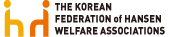 THE KOREAN
FEDERATION of HANSEN
WELFARE ASSOCIATIONS